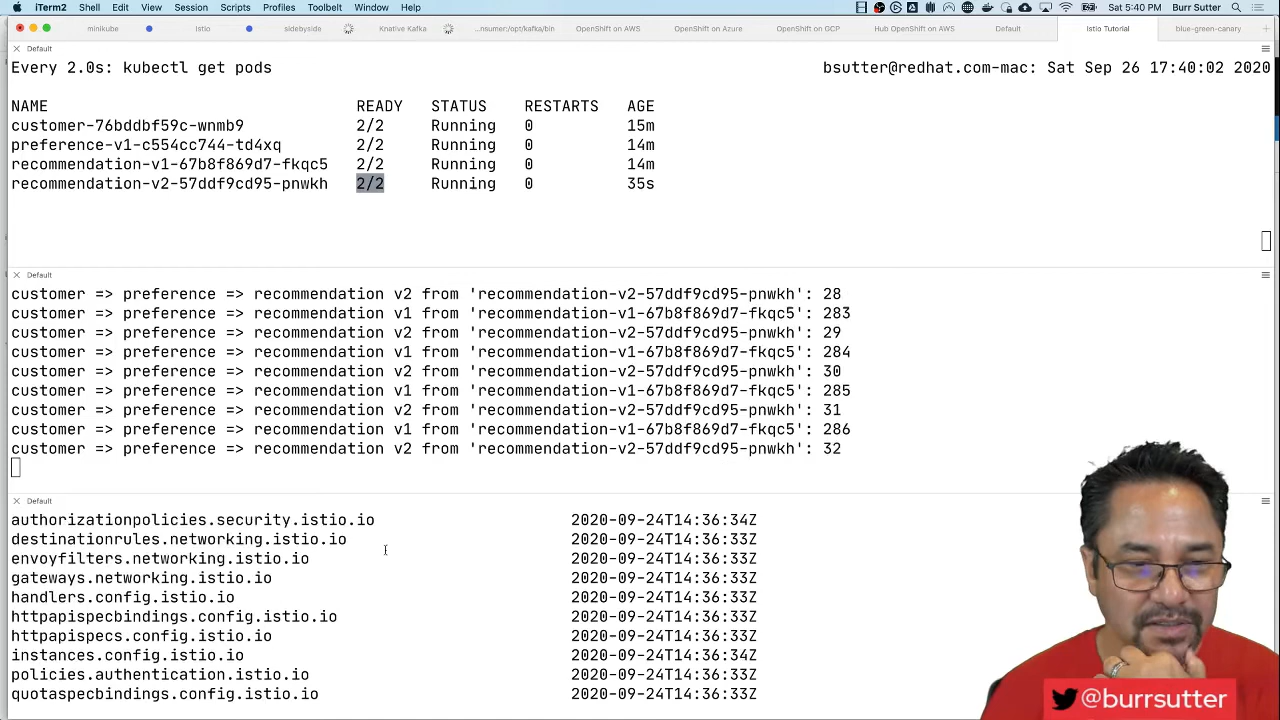 iTerm2 Shell Edit View Session Scripts Profiles Toolbelt Window Help Sat 5:40 PM Burr Sutter
minikube istio sidebyside Knative Kafka ...nsumer:/opt/kafka/bin OpenShift on AWS OpenShift on Azure OpenShift on GCP Hub OpenShift on AWS Default Istio Tutorial blue-green-canary
Default
Every 2.0s: kubectl get pods bsutter@redhat.com-mac: Sat Sep 26 17:40:02 2020
NAME READY STATUS RESTARTS AGE
customer-76bddbf59c-wnmb9 2/2 Running 0 15m
preference-v1-c554cc744-td4xq 2/2 Running 0 14m
recommendation-v1-67b8f869d7-fkqc5 2/2 Running 0 14m
recommendation-v2-57ddf9cd95-pnwkh 2/2 Running 0 35s
Default
customer => preference => recommendation v2 from 'recommendation-v2-57ddf9cd95-pnwkh': 28
customer => preference => recommendation v1 from 'recommendation-v1-67b8f869d7-fkqc5': 283
customer => preference => recommendation v2 from 'recommendation-v2-57ddf9cd95-pnwkh': 29
customer => preference => recommendation v1 from 'recommendation-v1-67b8f869d7-fkqc5': 284
customer => preference => recommendation v2 from 'recommendation-v2-57ddf9cd95-pnwkh': 30
customer => preference => recommendation v1 from 'recommendation-v1-67b8f869d7-fkqc5': 285
customer => preference => recommendation v2 from 'recommendation-v2-57ddf9cd95-pnwkh': 31
customer => preference => recommendation v1 from 'recommendation-v1-67b8f869d7-fkqc5': 286
customer => preference => recommendation v2 from 'recommendation-v2-57ddf9cd95-pnwkh': 32
Default
authorizationpolicies.security.istio.io 2020-09-24T14:36:34Z
destinationrules.networking.istio.io 2020-09-24T14:36:33Z
envoyfilters.networking.istio.io 2020-09-24T14:36:33Z
gateways.networking.istio.io 2020-09-24T14:36:33Z
handlers.config.istio.io 2020-09-24T14:36:33Z
httpapispecbindings.config.istio.io 2020-09-24T14:36:33Z
httpapispecs.config.istio.io 2020-09-24T14:36:33Z
instances.config.istio.io 2020-09-24T14:36:34Z
policies.authentication.istio.io 2020-09-24T14:36:33Z
quotaspecbindings.config.istio.io 2020-09-24T14:36:33Z
@burrsutter